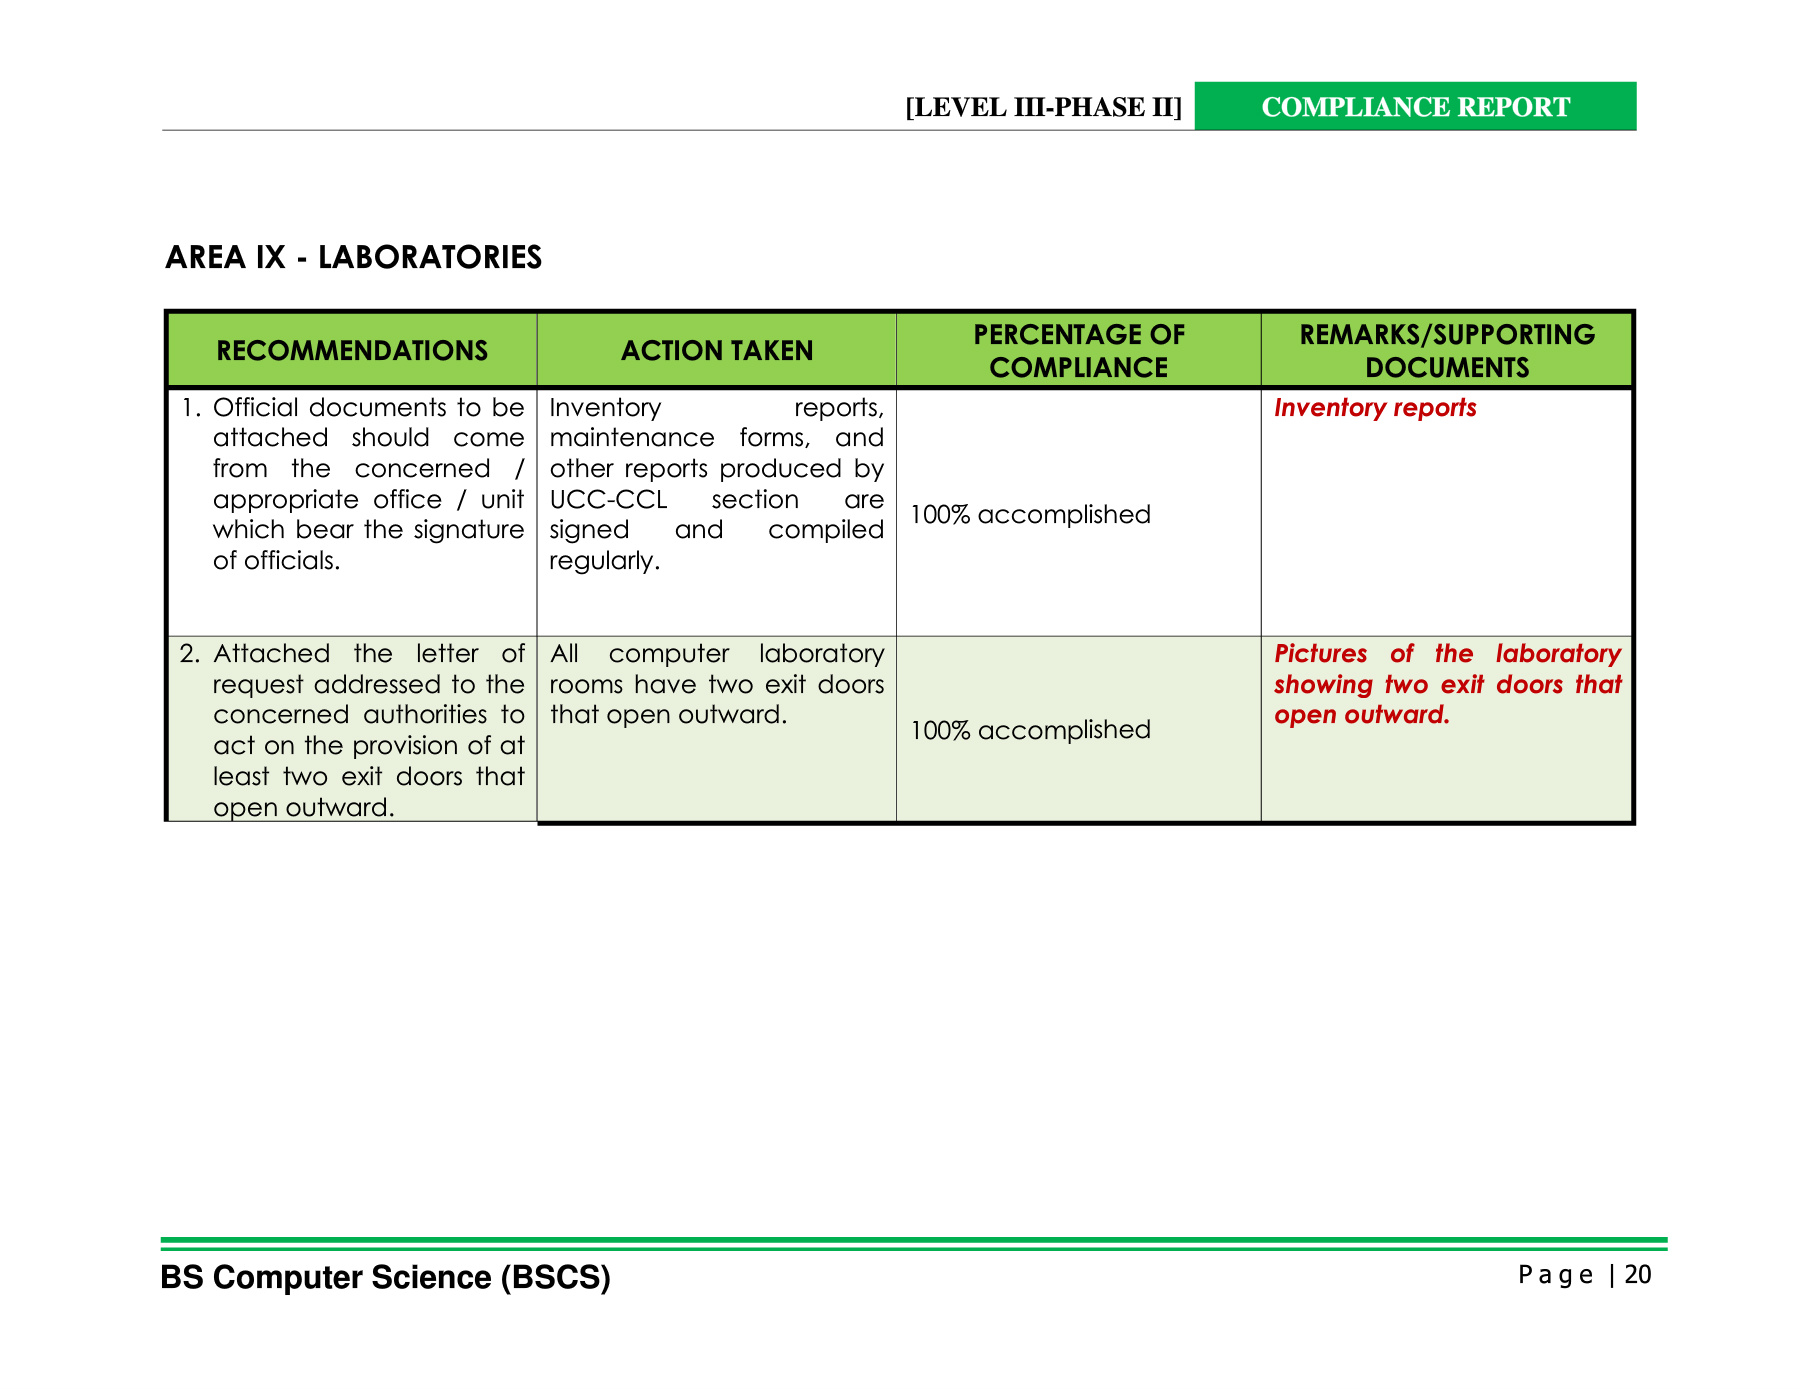 [LEVEL III-PHASE II] COMPLIANCE REPORT
AREA IX - LABORATORIES
RECOMMENDATIONS
ACTION TAKEN
PERCENTAGE OF
COMPLIANCE
REMARKS/SUPPORTING
DOCUMENTS
1. Official documents to be
attached should come
from the concerned /
appropriate office / unit
which bear the signature
of officials.
Inventory reports,
maintenance forms, and
other reports produced by
UCC-CCL section are
signed and compiled
regularly.
100% accomplished
Inventory reports
2. Attached the letter of
request addressed to the
concerned authorities to
act on the provision of at
least two exit doors that
open outward.
All computer laboratory
rooms have two exit doors
that open outward.
100% accomplished
Pictures of the laboratory
showing two exit doors that
open outward.
BS Computer Science (BSCS)
Page | 20